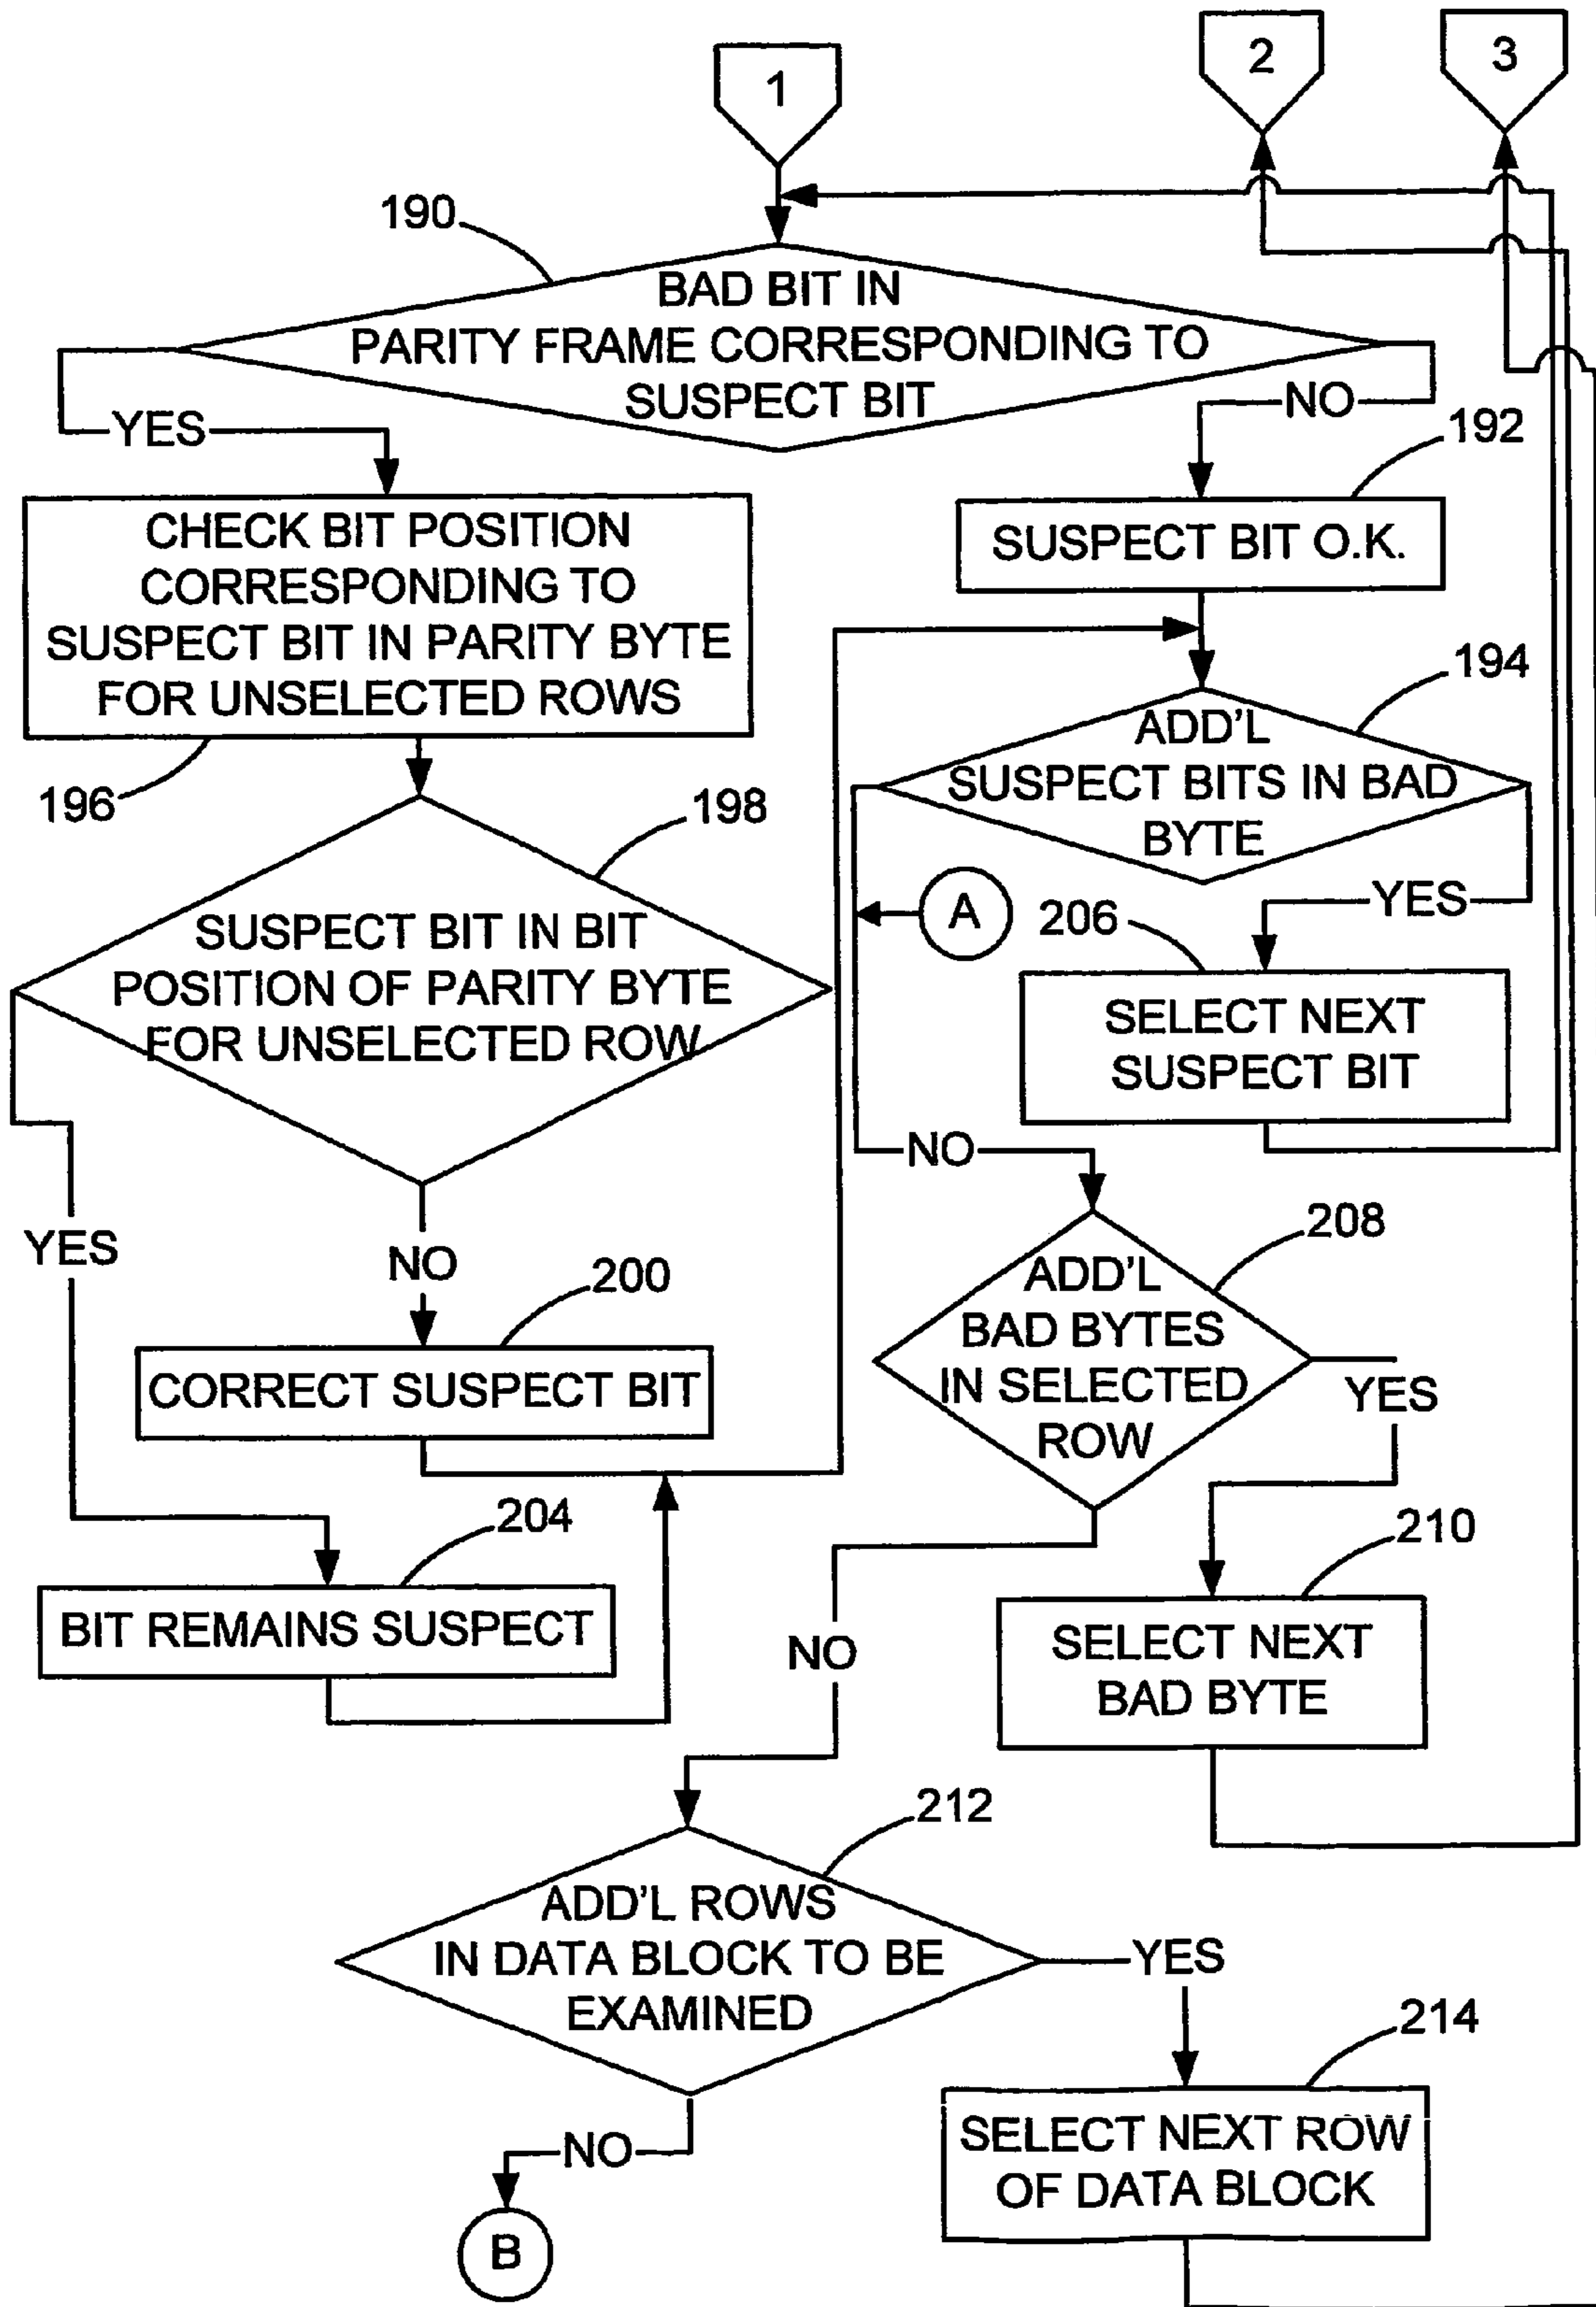 1
2
3
190
BAD BIT IN
PARITY FRAME CORRESPONDING TO
SUSPECT BIT
YES
NO
192
CHECK BIT POSITION
CORRESPONDING TO
SUSPECT BIT IN PARITY BYTE
FOR UNSELECTED ROWS
SUSPECT BIT O.K.
196
194
ADD'L
SUSPECT BITS IN BAD
BYTE
198
SUSPECT BIT IN BIT
POSITION OF PARITY BYTE
FOR UNSELECTED ROW
A
YES
206
SELECT NEXT
SUSPECT BIT
NO
YES
NO
208
ADD'L
BAD BYTES
IN SELECTED
ROW
200
CORRECT SUSPECT BIT
YES
204
BIT REMAINS SUSPECT
210
SELECT NEXT
BAD BYTE
NO
212
ADD'L ROWS
IN DATA BLOCK TO BE
EXAMINED
YES
214
SELECT NEXT ROW
OF DATA BLOCK
NO
B